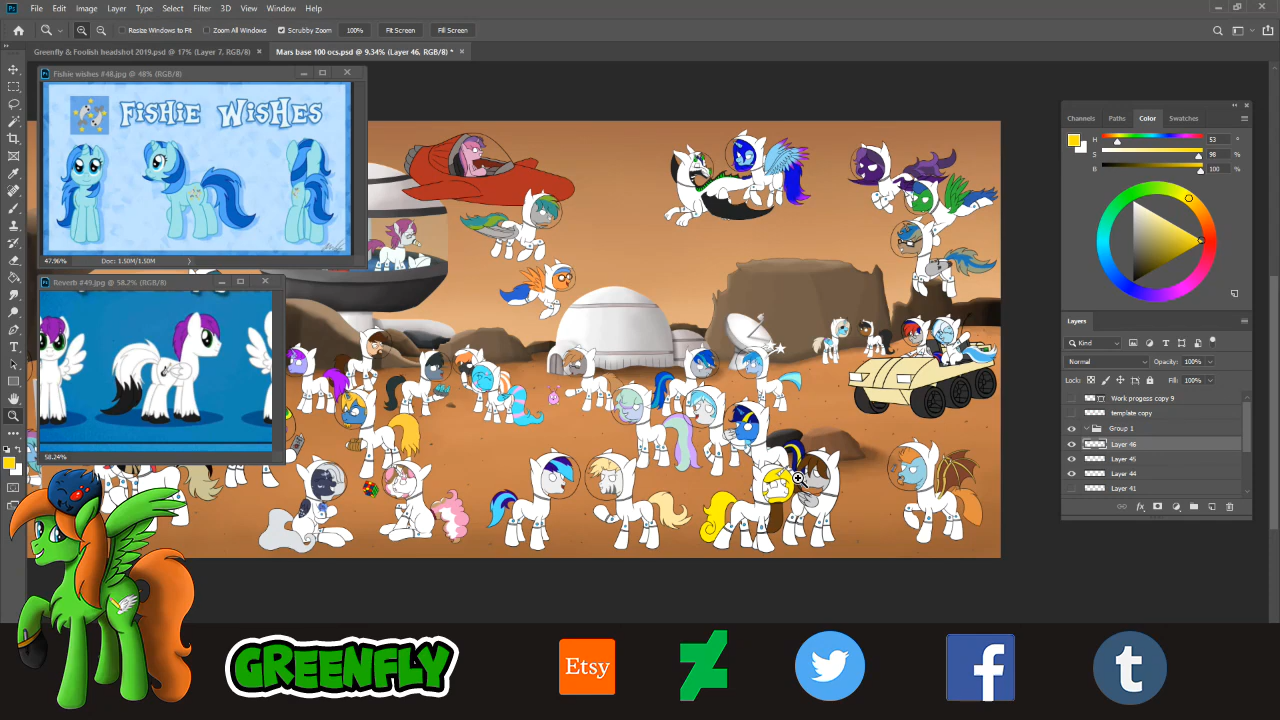 File Edit Image Layer Type Select Filter 3D View Window Help
Resize Windows to Fit Zoom All Windows Scrubby Zoom 100% Fit Screen Fill Screen
Greenfly & Foolish headshot 2019.psd @ 17% (Layer 7, RGB/8) × Mars base 100 ocs.psd @ 9.34% (Layer 46, RGB/8) * ×
Fishie wishes #48.jpg @ 48% (RGB/8)
FiSHiE WiSHES
47.96% Doc: 1.50M/1.50M
Reverb #49.jpg @ 58.2% (RGB/8)
58.24%
Channels Paths Color Swatches
H 53 °
S 98 %
B 100 %
Layers
Kind
Normal Opacity: 100%
Lock: Fill: 100%
Work progess copy 9
template copy
Group 1
Layer 46
Layer 45
Layer 44
Layer 41
GREENFLY
Etsy
f
t